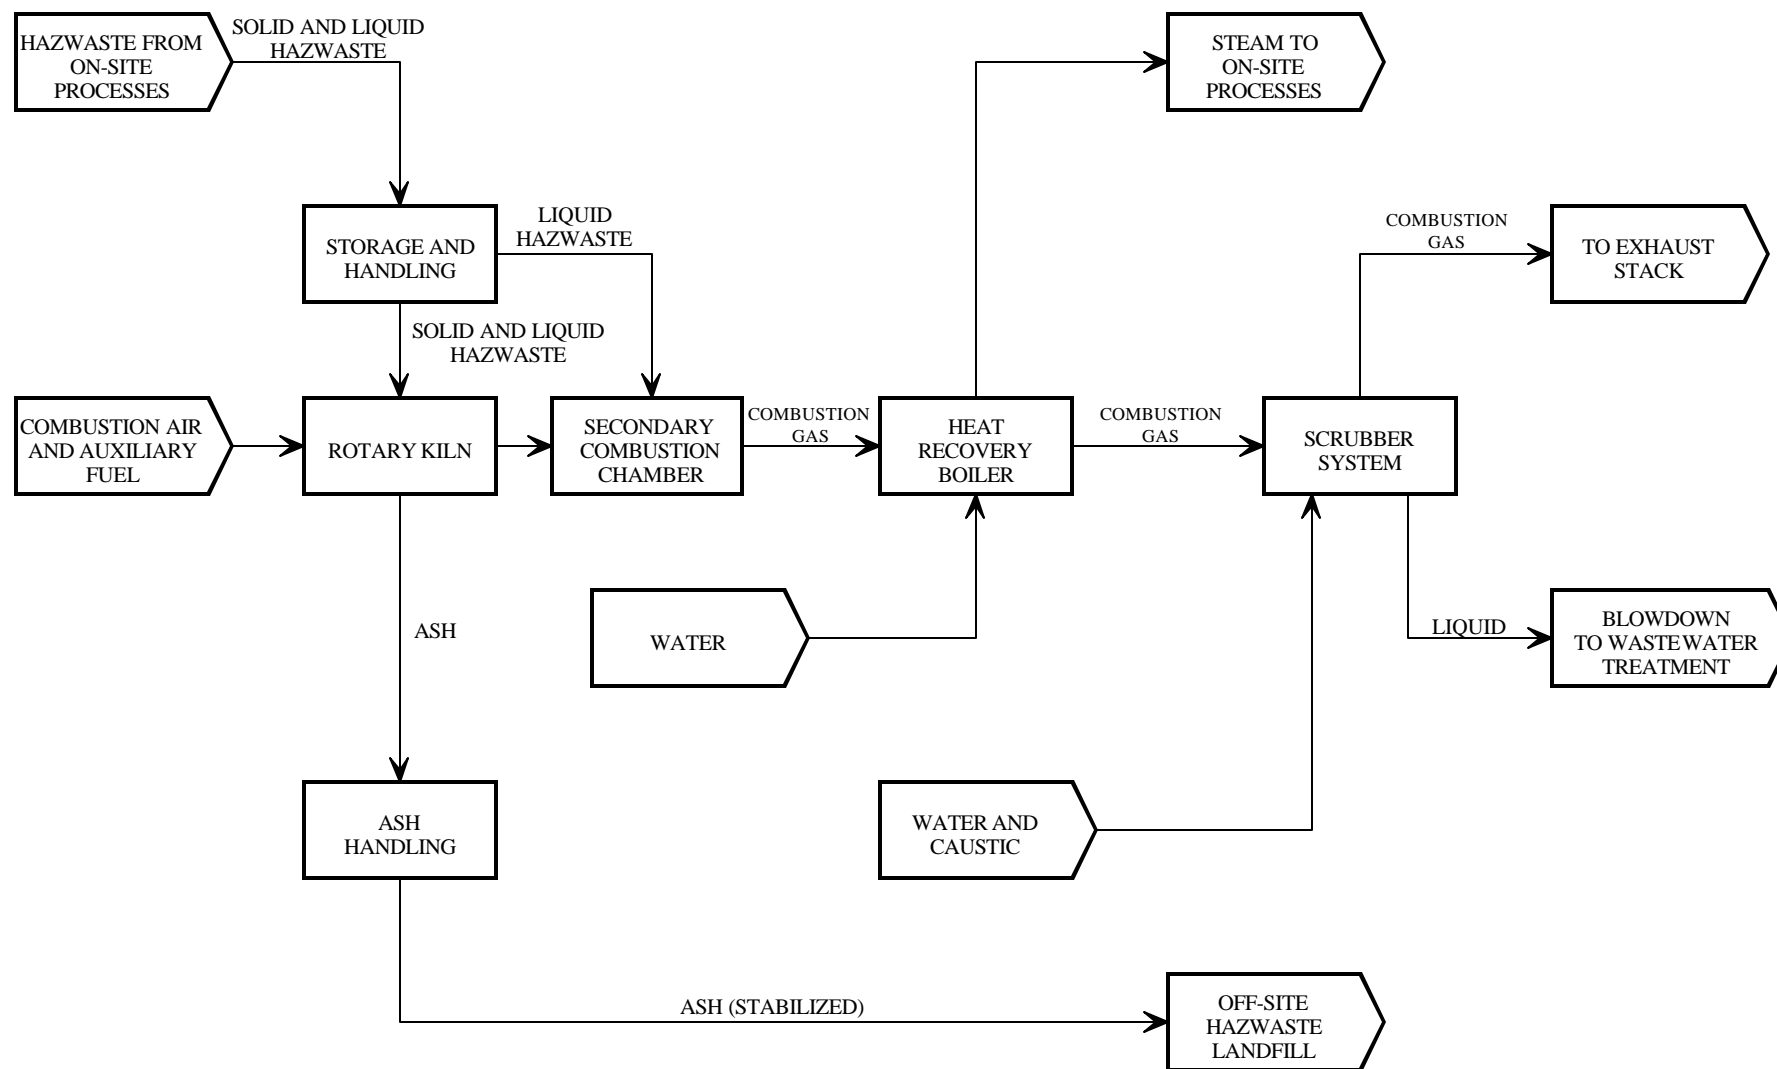 HAZWASTE FROM
ON-SITE
PROCESSES
SOLID AND LIQUID
HAZWASTE
STEAM TO
ON-SITE
PROCESSES
STORAGE AND
HANDLING
LIQUID
HAZWASTE
COMBUSTION
GAS
TO EXHAUST
STACK
SOLID AND LIQUID
HAZWASTE
COMBUSTION AIR
AND AUXILIARY
FUEL
ROTARY KILN
SECONDARY
COMBUSTION
CHAMBER
COMBUSTION
GAS
HEAT
RECOVERY
BOILER
COMBUSTION
GAS
SCRUBBER
SYSTEM
ASH
WATER
LIQUID
BLOWDOWN
TO WASTEWATER
TREATMENT
ASH
HANDLING
WATER AND
CAUSTIC
ASH (STABILIZED)
OFF-SITE
HAZWASTE
LANDFILL